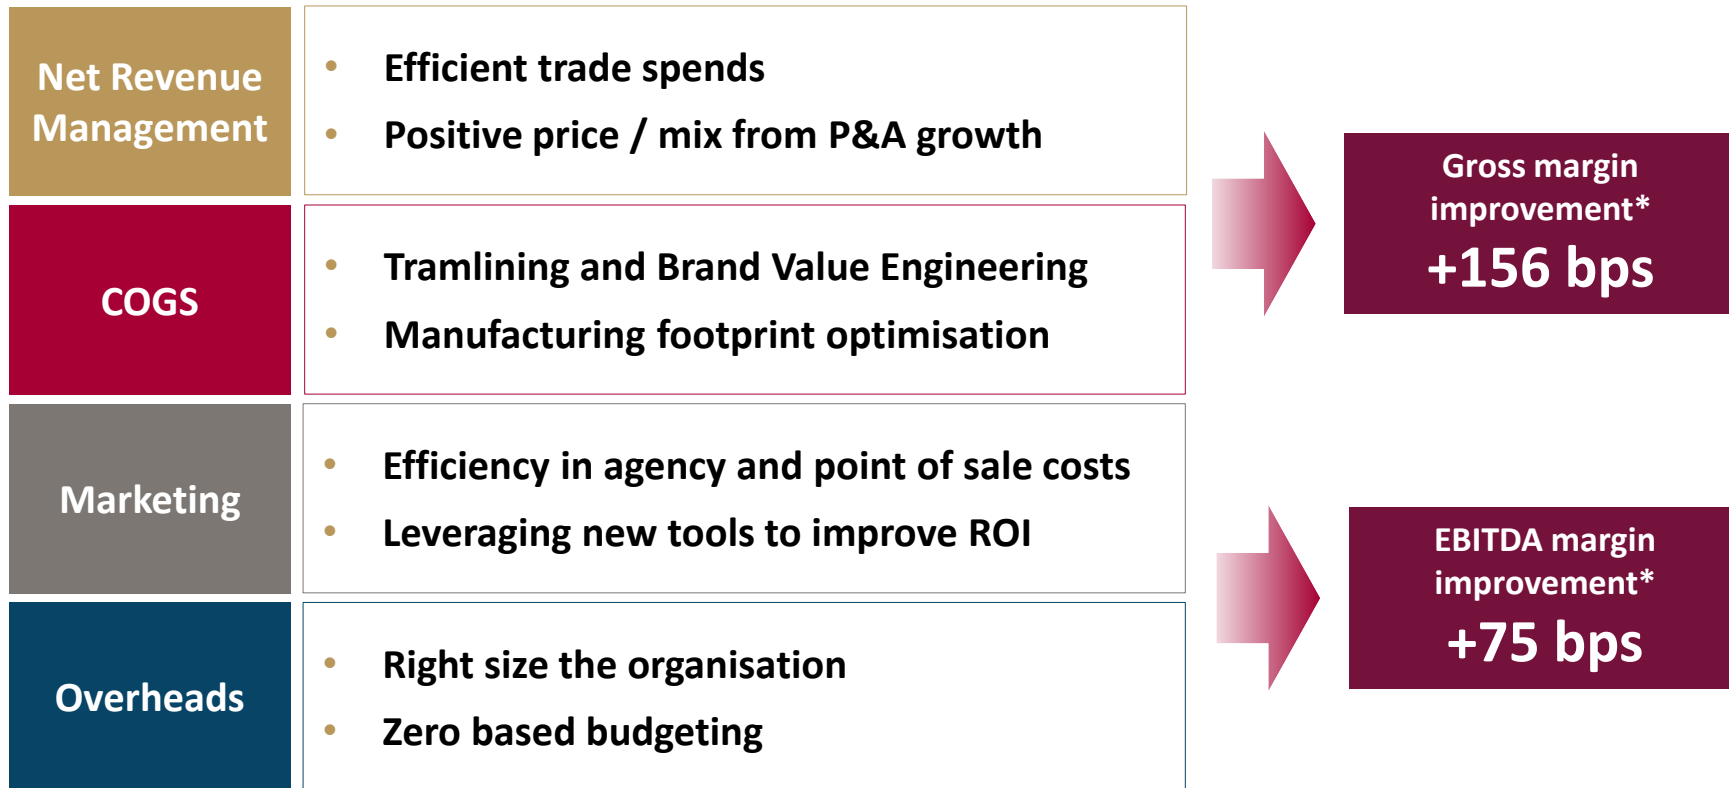 Net Revenue
Management
• Efficient trade spends
• Positive price / mix from P&A growth
COGS
• Tramlining and Brand Value Engineering
• Manufacturing footprint optimisation
Gross margin
improvement*
+156 bps
Marketing
• Efficiency in agency and point of sale costs
• Leveraging new tools to improve ROI
Overheads
• Right size the organisation
• Zero based budgeting
EBITDA margin
improvement*
+75 bps